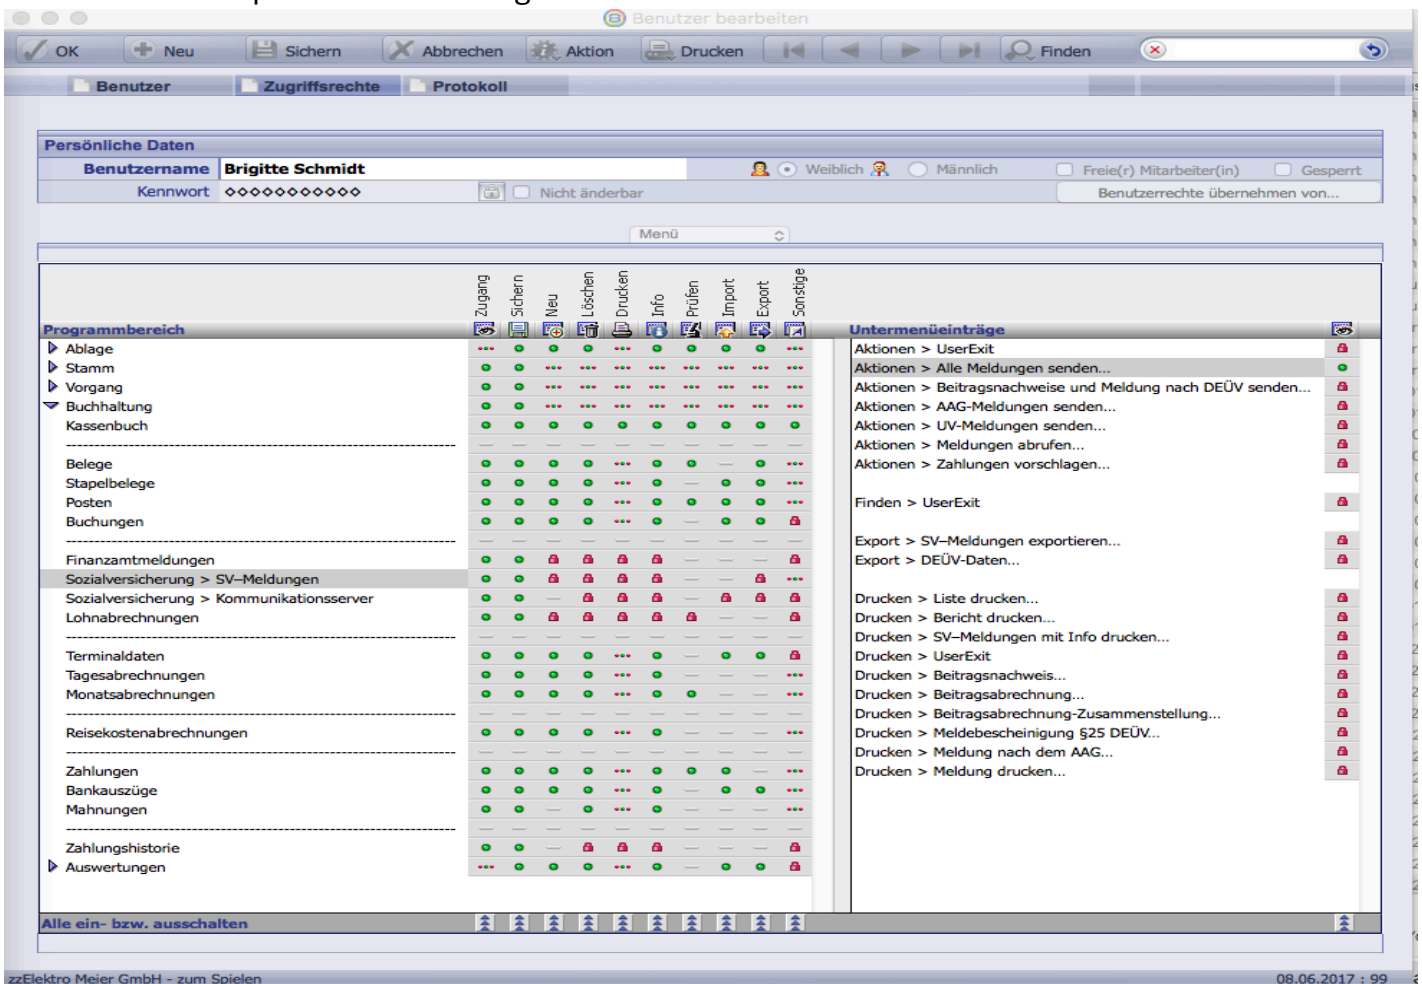 Benutzer bearbeiten
OK Neu Sichern Abbrechen Aktion Drucken Finden
Benutzer Zugriffsrechte Protokoll
Persönliche Daten
Benutzername Brigitte Schmidt Weiblich Männlich Freie(r) Mitarbeiter(in) Gesperrt
Kennwort ◇◇◇◇◇◇◇◇◇◇◇ Nicht änderbar Benutzerrechte übernehmen von...
Menü
Zugang Sichern Neu Löschen Drucken Info Prüfen Import Export Sonstige
Programmbereich Untermenüeinträge
Ablage Aktionen > UserExit
Stamm Aktionen > Alle Meldungen senden...
Vorgang Aktionen > Beitragsnachweise und Meldung nach DEÜV senden...
Buchhaltung Aktionen > AAG-Meldungen senden...
Kassenbuch Aktionen > UV-Meldungen senden...
Aktionen > Meldungen abrufen...
Belege Aktionen > Zahlungen vorschlagen...
Stapelbelege
Posten Finden > UserExit
Buchungen
Export > SV-Meldungen exportieren...
Finanzamtmeldungen Export > DEÜV-Daten...
Sozialversicherung > SV-Meldungen
Sozialversicherung > Kommunikationsserver Drucken > Liste drucken...
Lohnabrechnungen Drucken > Bericht drucken...
Drucken > SV-Meldungen mit Info drucken...
Terminaldaten Drucken > UserExit
Tagesabrechnungen Drucken > Beitragsnachweis...
Monatsabrechnungen Drucken > Beitragsabrechnung...
Drucken > Beitragsabrechnung-Zusammenstellung...
Reisekostenabrechnungen Drucken > Meldebescheinigung §25 DEÜV...
Drucken > Meldung nach dem AAG...
Zahlungen Drucken > Meldung drucken...
Bankauszüge
Mahnungen
Zahlungshistorie
Auswertungen
Alle ein- bzw. ausschalten
zzElektro Meier GmbH - zum Spielen 08.06.2017 : 99